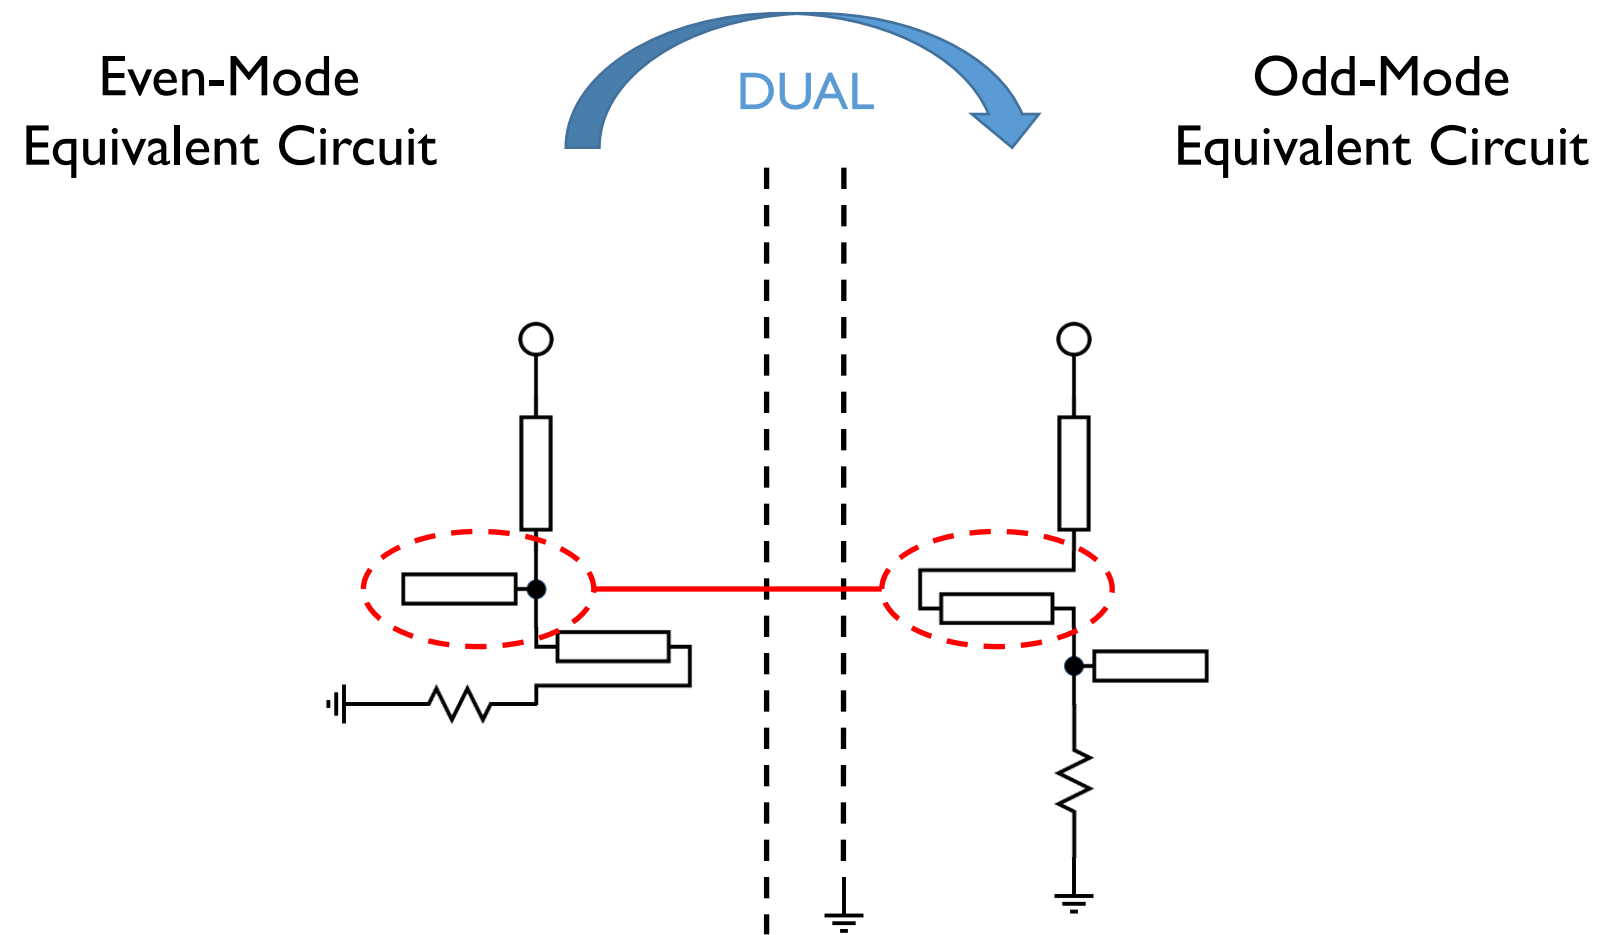 Even-Mode
Equivalent Circuit
DUAL
Odd-Mode
Equivalent Circuit